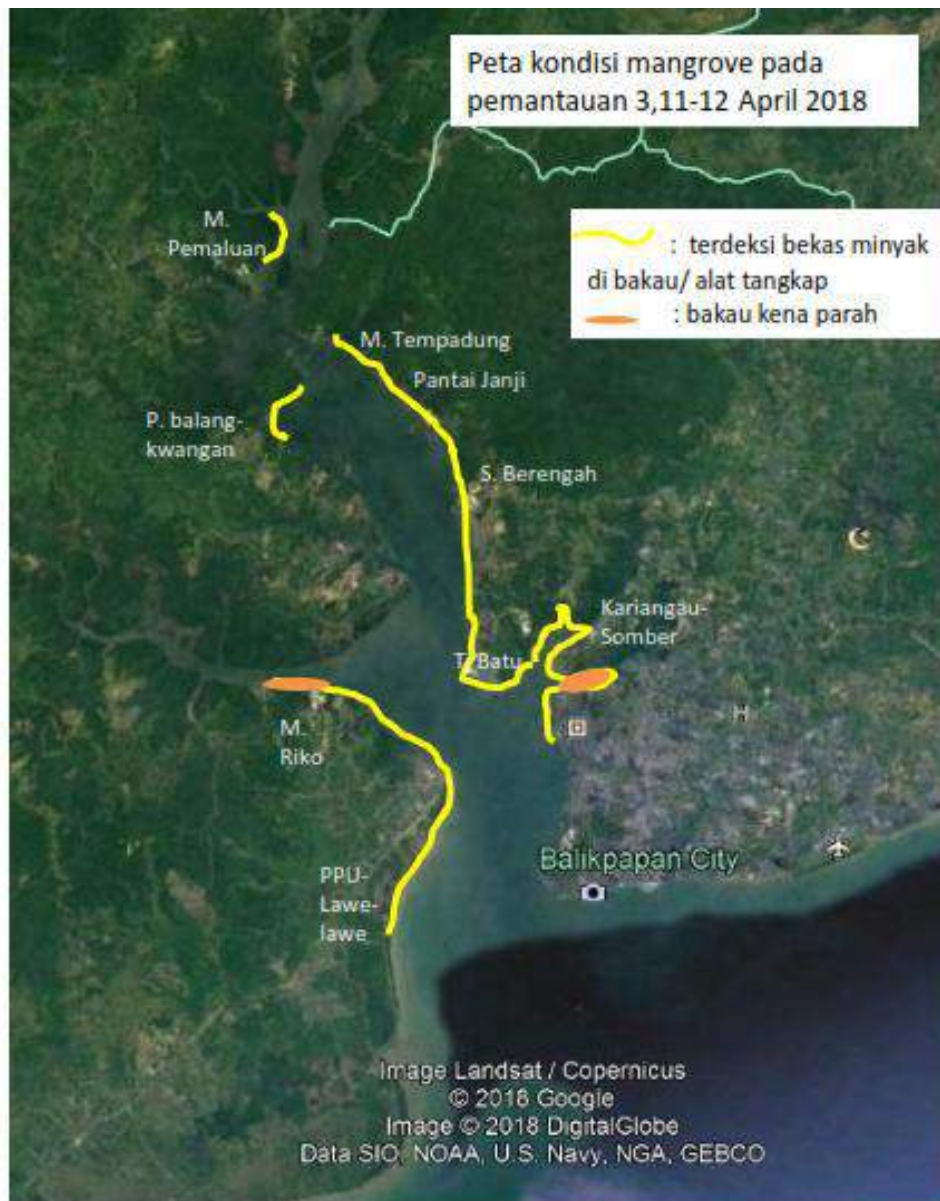 Peta kondisi mangrove pada
pemantauan 3,11-12 April 2018
: terdeksi bekas minyak
di bakau/ alat tangkap
: bakau kena parah
M.
Pemaluan
M. Tempadung
Pantai Janji
P. balang-
kwangan
S. Berengah
Kariangau-
Somber
T. Batu
M.
Riko
PPU-
Lawe-
lawe
Balikpapan City
Image Landsat / Copernicus
© 2018 Google
Image © 2018 DigitalGlobe
Data SIO, NOAA, U.S. Navy, NGA, GEBCO